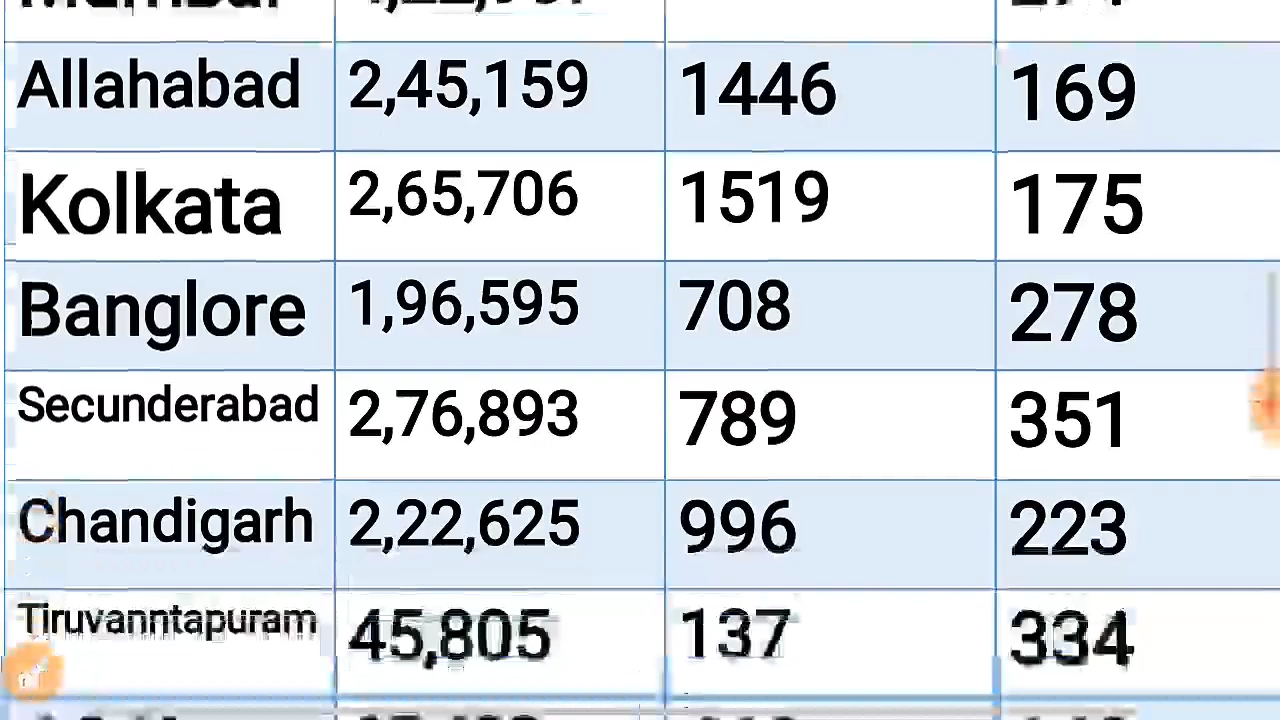 Allahabad 2,45,159 1446 169
Kolkata 2,65,706 1519 175
Banglore 1,96,595 708 278
Secunderabad 2,76,893 789 351
Chandigarh 2,22,625 996 223
Tiruvanntapuram 45,805 137 334